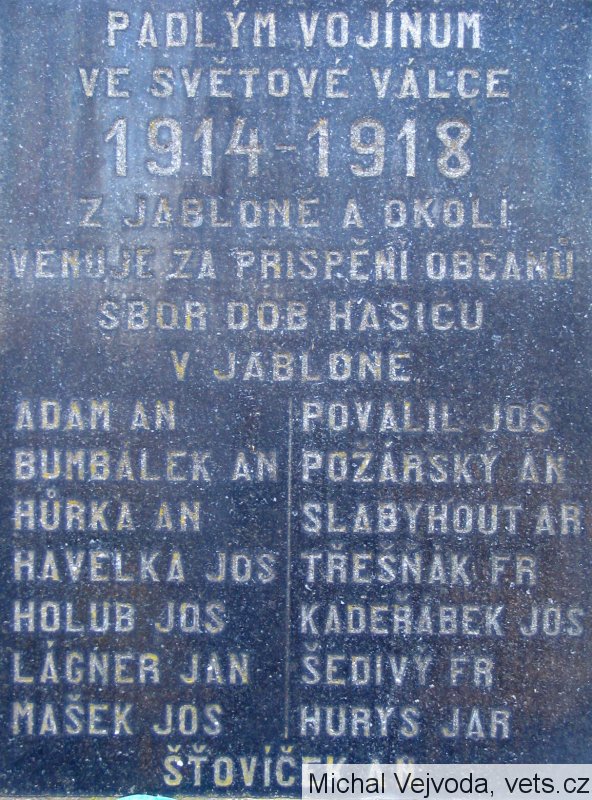 PADLÝM VOJÍNUM
VE SVĚTOVÉ VÁLCE
1914-1918
Z JABLONÉ A OKOLÍ
VĚNUJE ZA PŘISPĚNÍ OBČANŮ
SBOR DOB HASICU
V JABLONÉ
ADAM AN
BUMBÁLEK AN
HŮRKA AN
HAVELKA JOS
HOLUB JOS
LÁGNER JAN
MAŠEK JOS
POVALIL JOS
POŽÁRSKÝ AN
SLABYHOUT AR
TŘEŠŇÁK FR
KADEŘÁBEK JOS
ŠEDIVÝ FR
HURYS JAR
ŠŤOVÍČEK AN
Michal Vejvoda, vets.cz